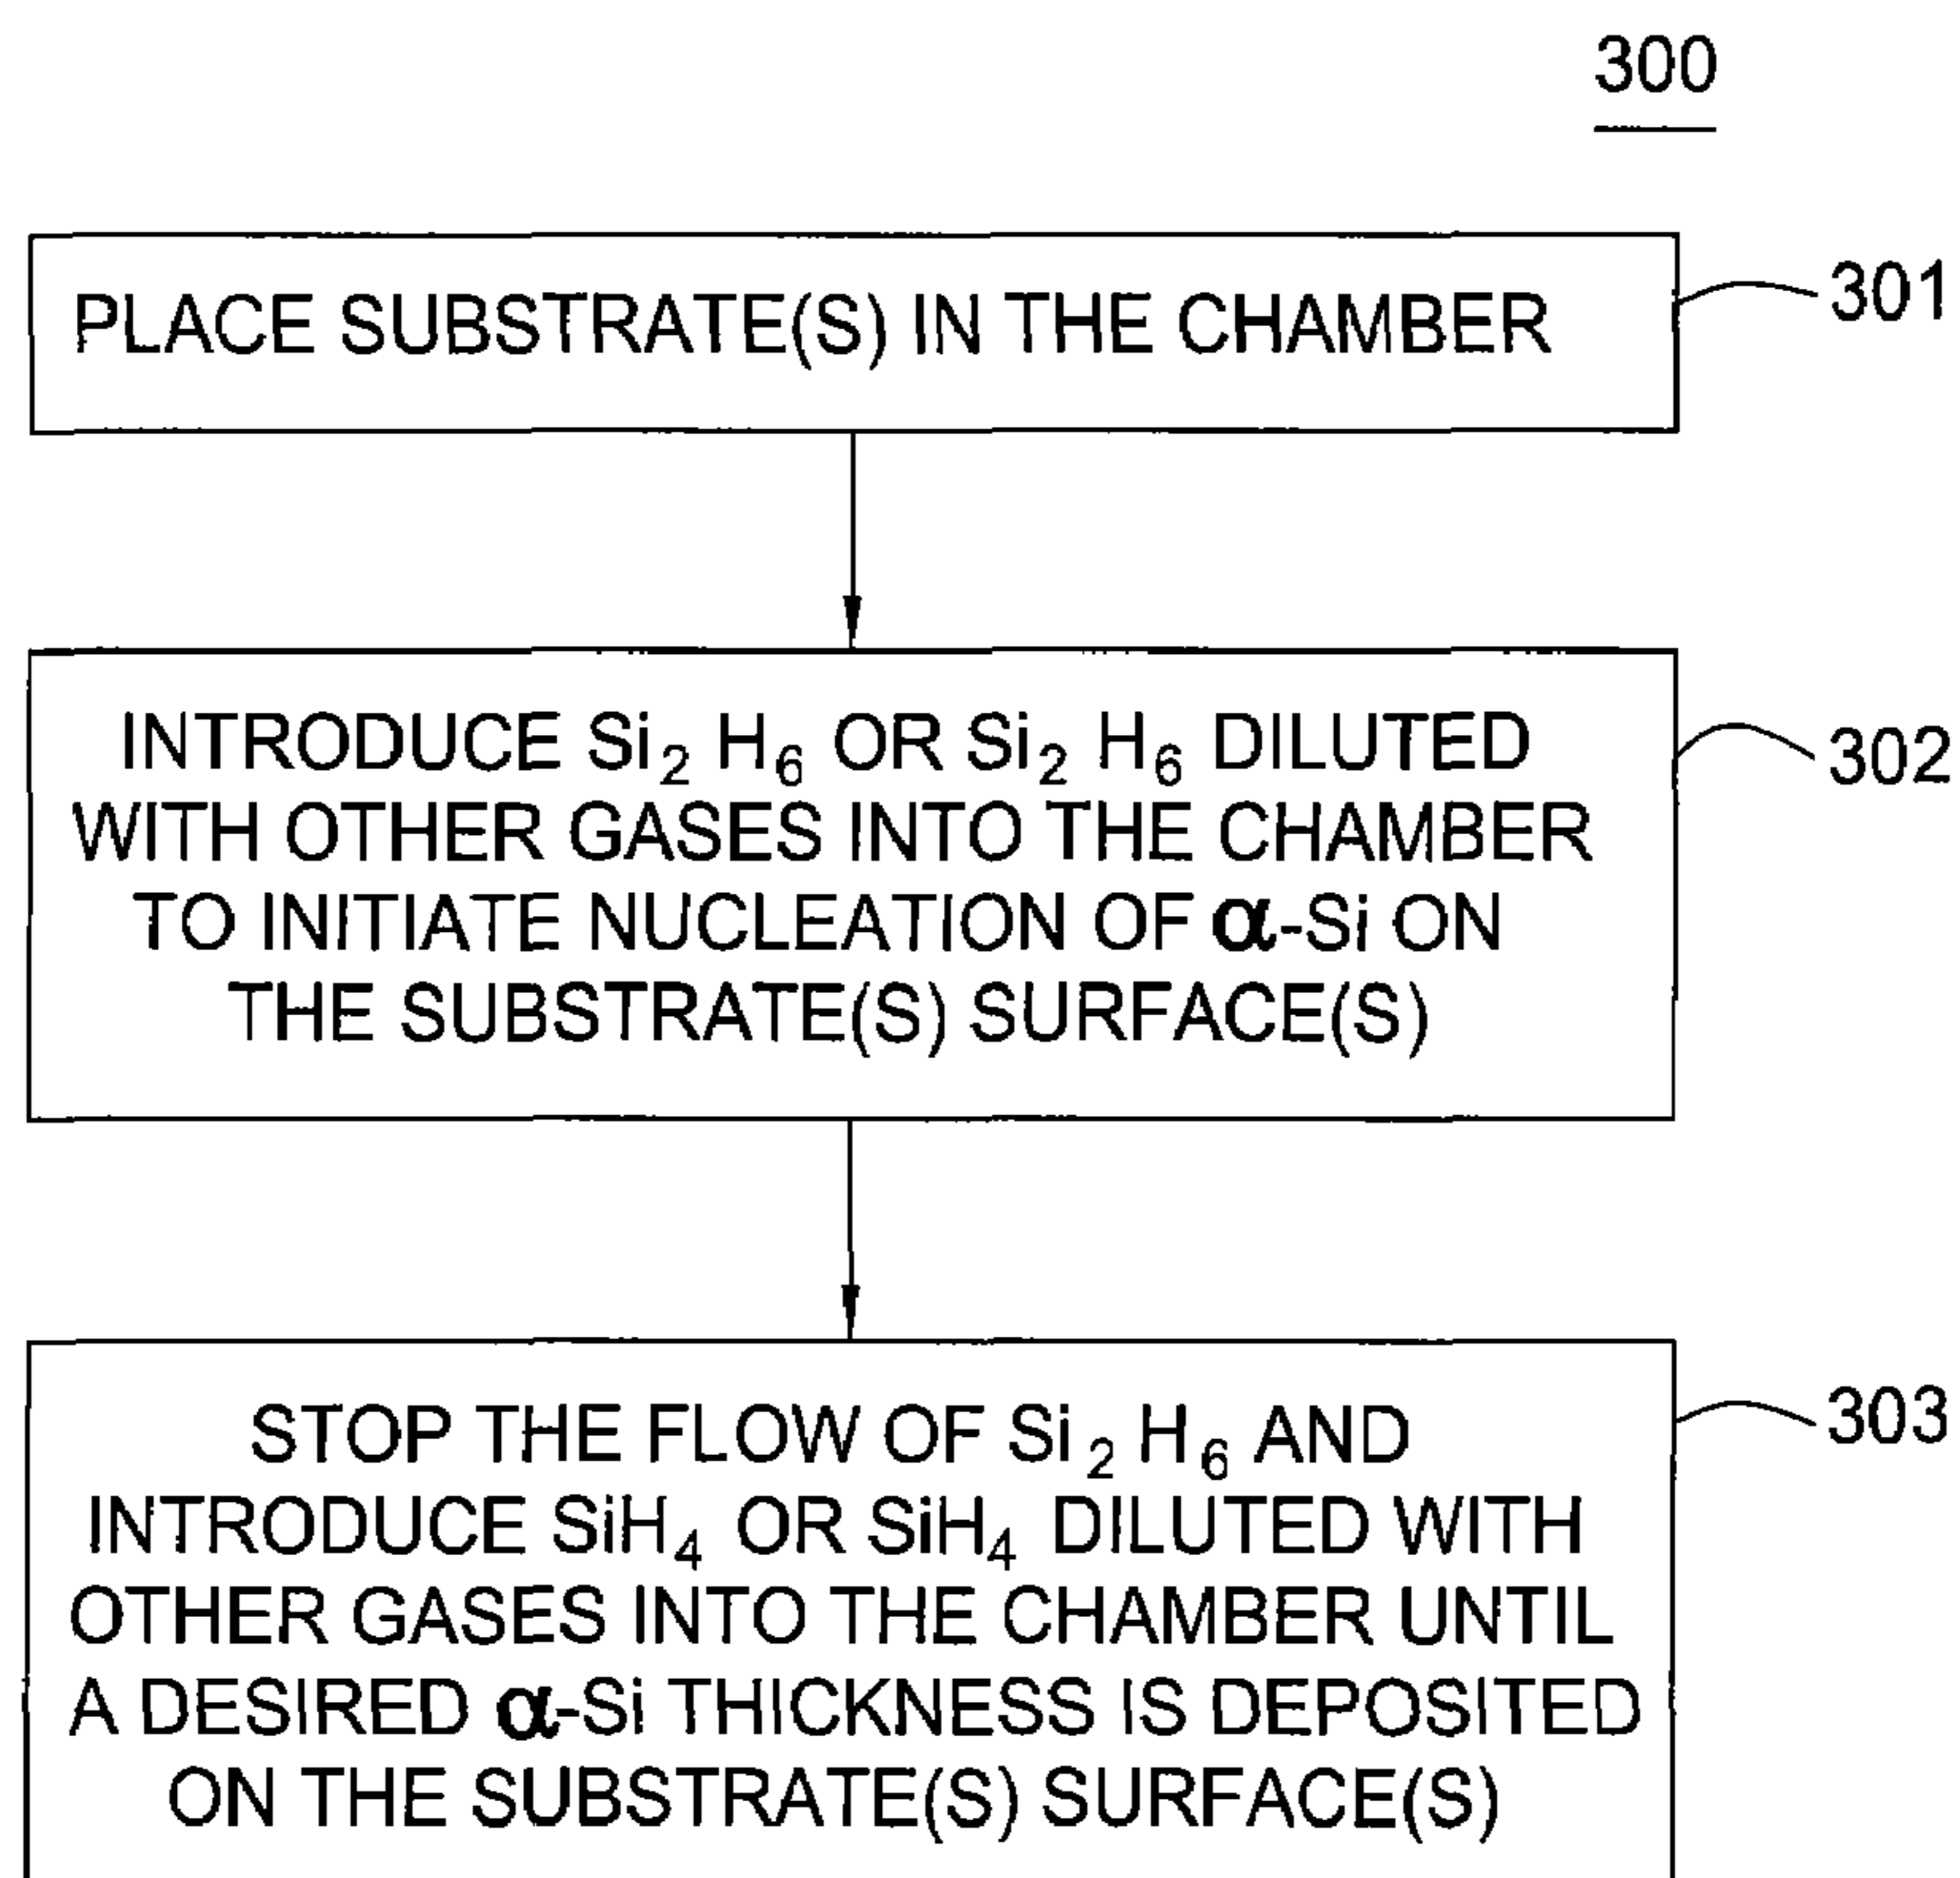 300
PLACE SUBSTRATE(S) IN THE CHAMBER
301
INTRODUCE Si₂ H₆ OR Si₂ H₆ DILUTED
302
WITH OTHER GASES INTO THE CHAMBER
TO INITIATE NUCLEATION OF α-Si ON
THE SUBSTRATE(S) SURFACE(S)
STOP THE FLOW OF Si₂ H₆ AND
303
INTRODUCE SiH₄ OR SiH₄ DILUTED WITH
OTHER GASES INTO THE CHAMBER UNTIL
A DESIRED α-Si THICKNESS IS DEPOSITED
ON THE SUBSTRATE(S) SURFACE(S)